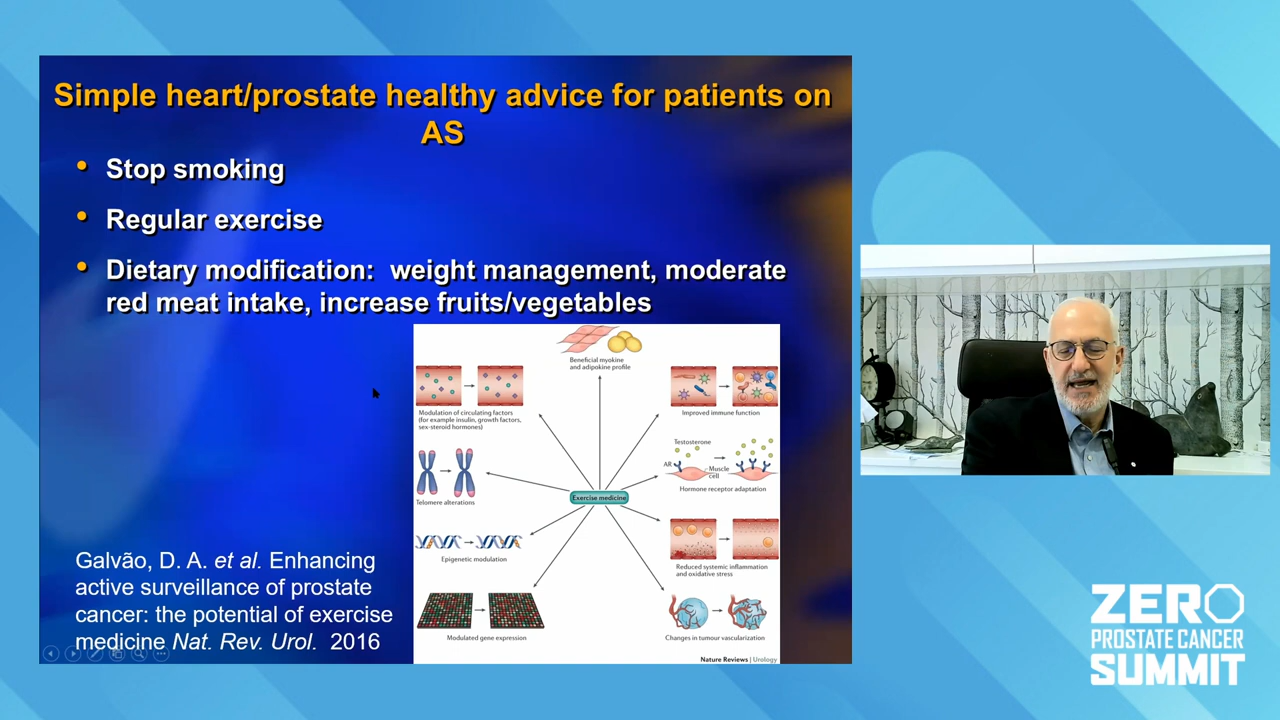 Simple heart/prostate healthy advice for patients on
AS
• Stop smoking
• Regular exercise
• Dietary modification: weight management, moderate
red meat intake, increase fruits/vegetables
Beneficial myokine
and adipokine profile
Modulation of circulating factors
(for example insulin, growth factors,
sex-steroid hormones)
Improved immune function
Testosterone
AR
Muscle
cell
Hormone receptor adaptation
Telomere alterations
Exercise medicine
Epigenetic modulation
Reduced systemic inflammation
and oxidative stress
Modulated gene expression
Changes in tumour vascularization
Nature Reviews | Urology
Galvão, D. A. et al. Enhancing
active surveillance of prostate
cancer: the potential of exercise
medicine Nat. Rev. Urol. 2016
ZERO
PROSTATE CANCER
SUMMIT